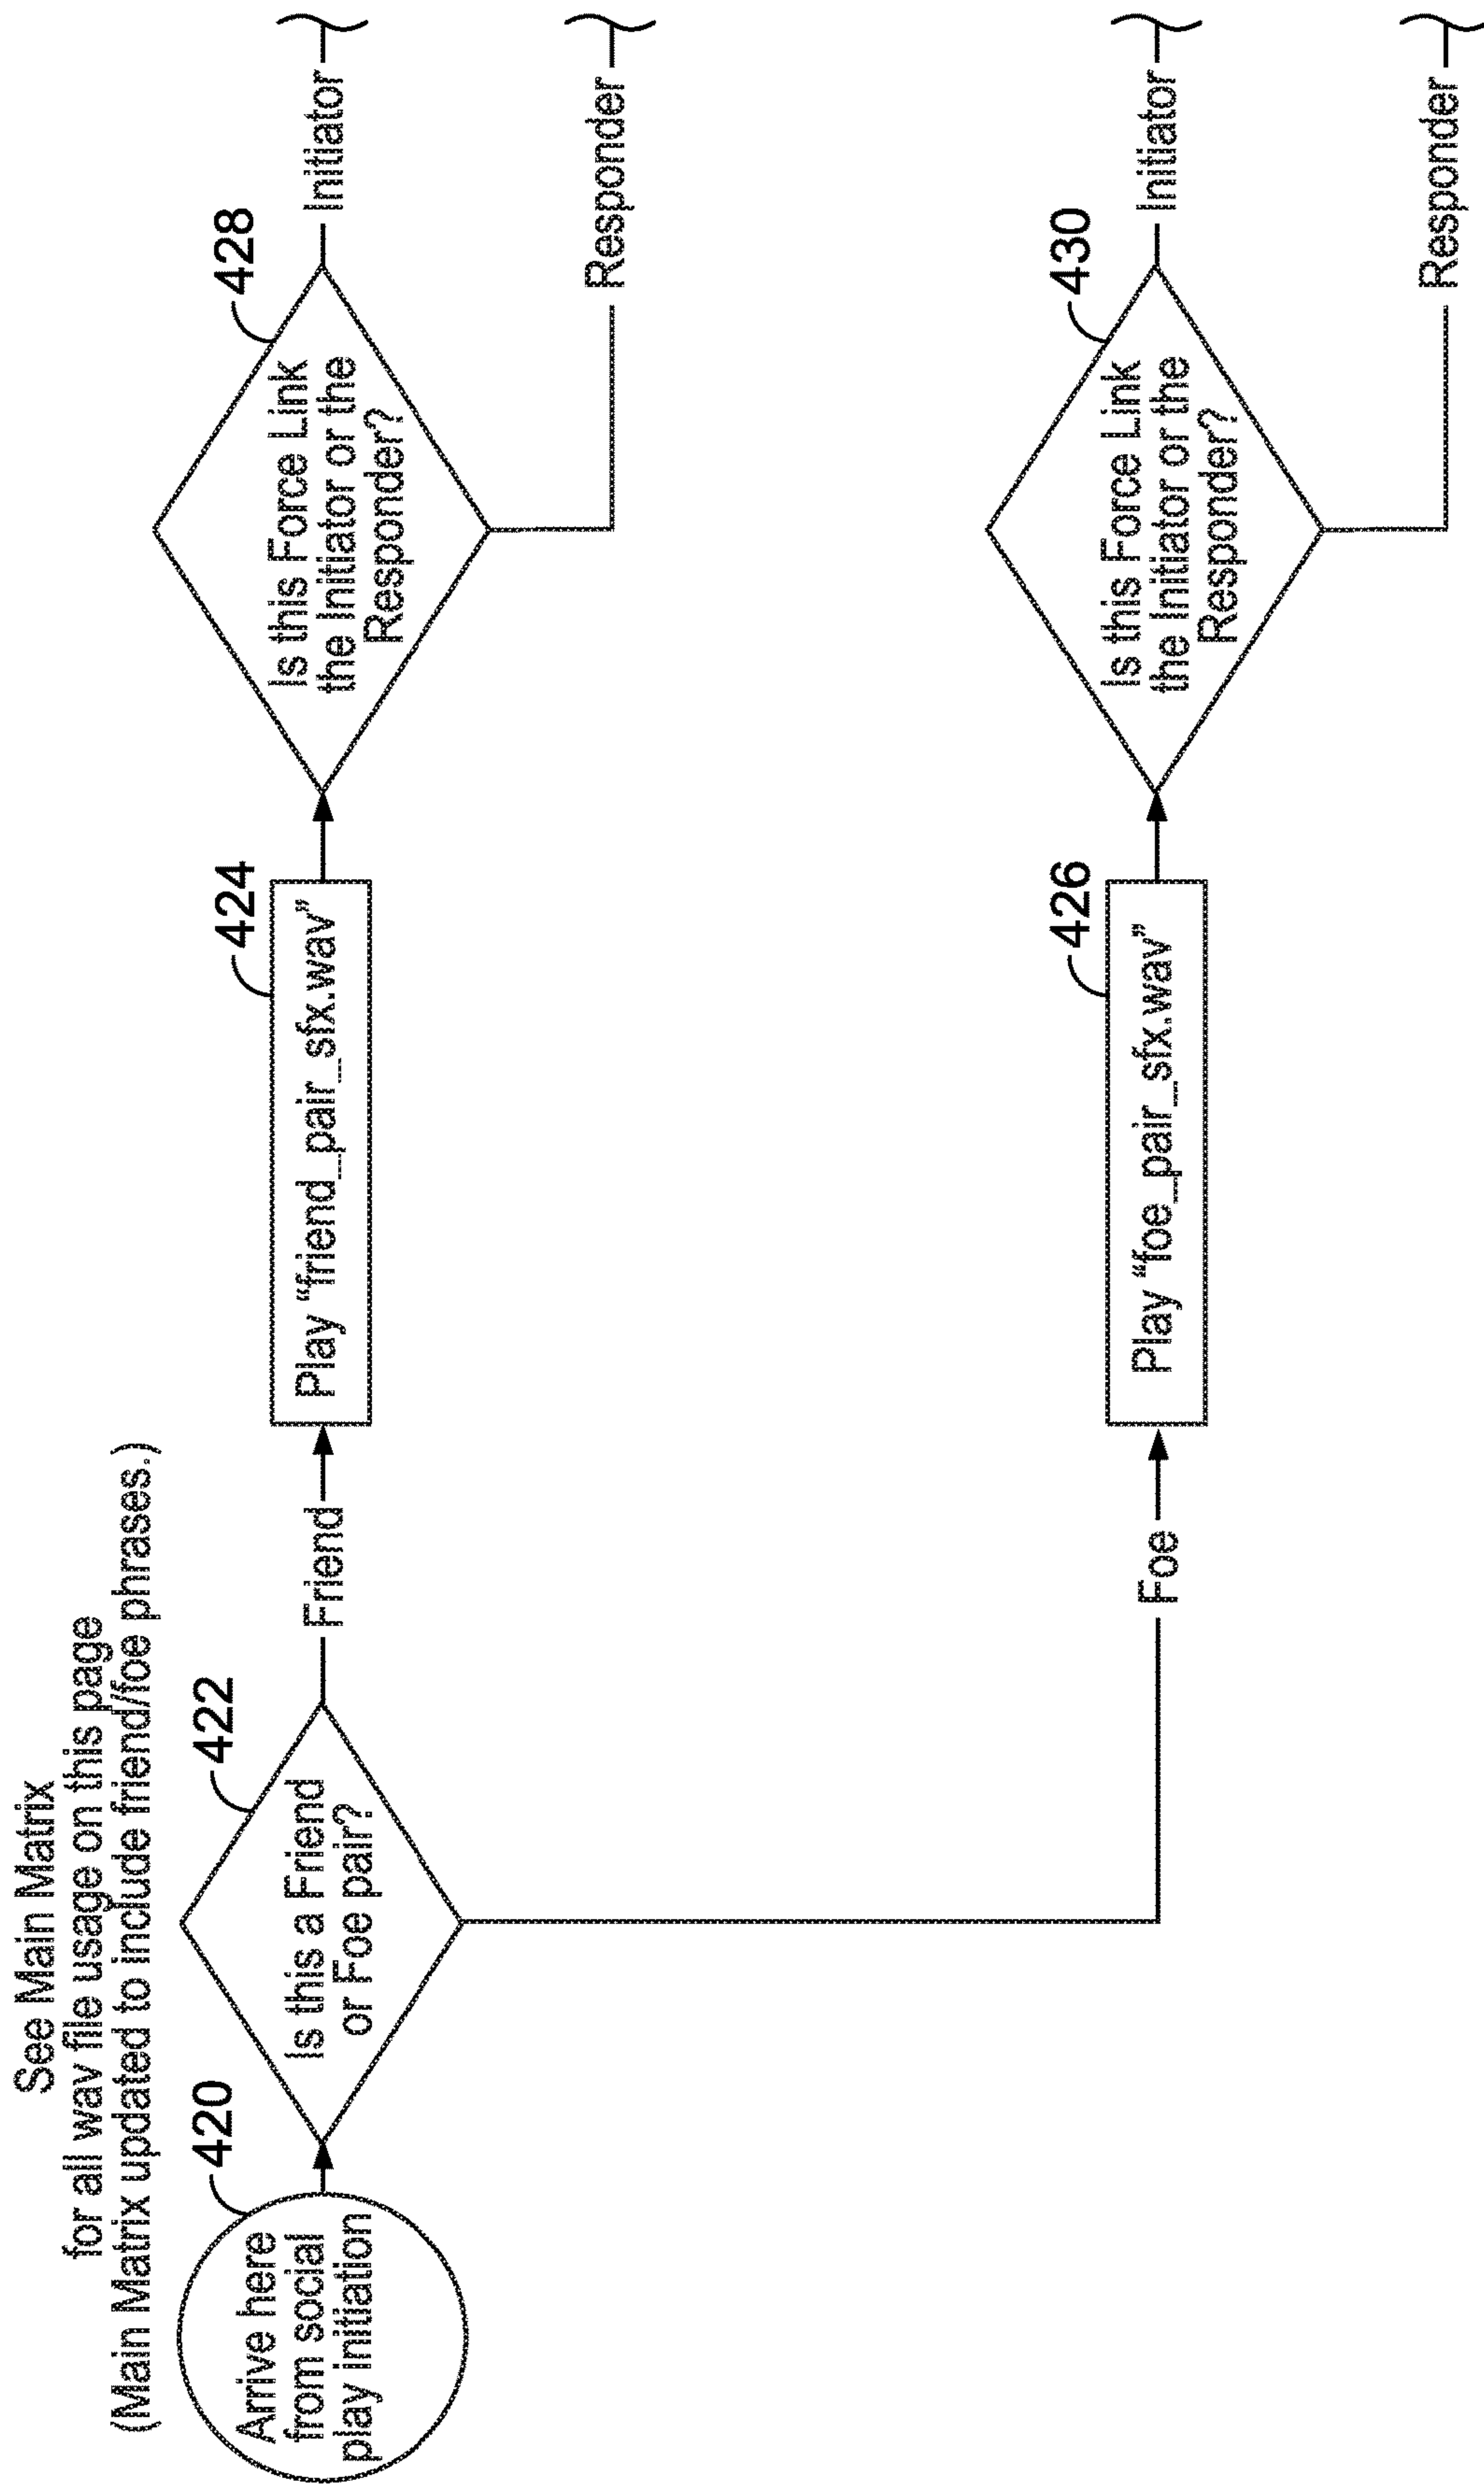 See Main Matrix
for all wav file usage on this page
(Main Matrix updated to include friend/foe phrases.)
420
Arrive here
from social
play initiation
422
Is this a Friend
or Foe pair?
Friend
424
Play “friend_pair_sfx.wav”
428
Is this Force Link
the Initiator or the
Responder?
Initiator
Responder
Foe
426
Play “foe_pair_sfx.wav”
430
Is this Force Link
the Initiator or the
Responder?
Initiator
Responder